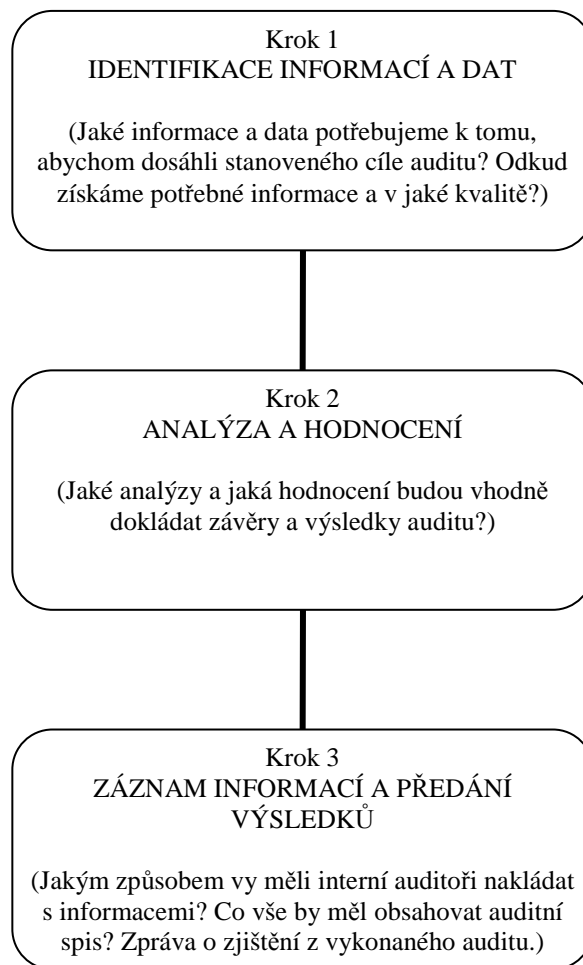 Krok 1
IDENTIFIKACE INFORMACÍ A DAT
(Jaké informace a data potřebujeme k tomu,
abychom dosáhli stanoveného cíle auditu? Odkud
získáme potřebné informace a v jaké kvalitě?)
Krok 2
ANALÝZA A HODNOCENÍ
(Jaké analýzy a jaká hodnocení budou vhodně
dokládat závěry a výsledky auditu?)
Krok 3
ZÁZNAM INFORMACÍ A PŘEDÁNÍ
VÝSLEDKŮ
(Jakým způsobem vy měli interní auditoři nakládat
s informacemi? Co vše by měl obsahovat auditní
spis? Zpráva o zjištění z vykonaného auditu.)